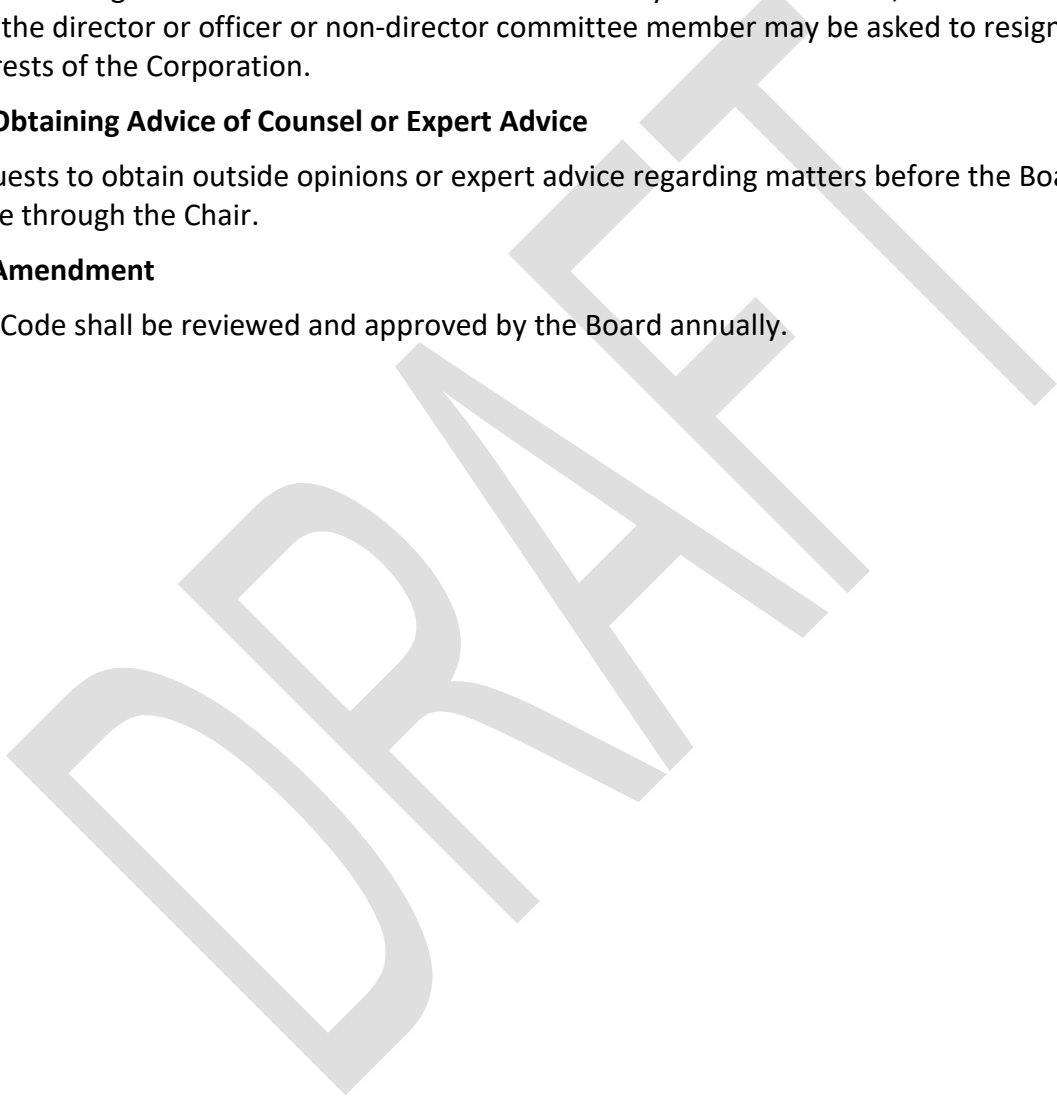 the director or officer or non-director committee member may be asked to resign
rests of the Corporation.
Obtaining Advice of Counsel or Expert Advice
uests to obtain outside opinions or expert advice regarding matters before the Boa
e through the Chair.
Amendment
Code shall be reviewed and approved by the Board annually.
DRAFT